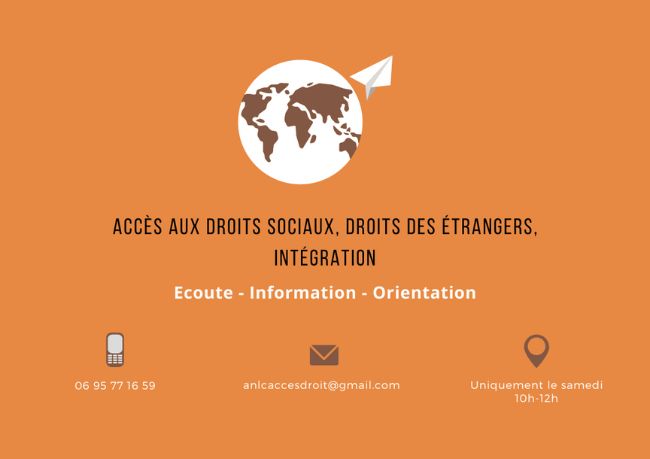 ACCÈS AUX DROITS SOCIAUX, DROITS DES ÉTRANGERS,
INTÉGRATION
Ecoute - Information - Orientation
06 95 77 16 59
anlcaccesdroit@gmail.com
Uniquement le samedi
10h-12h